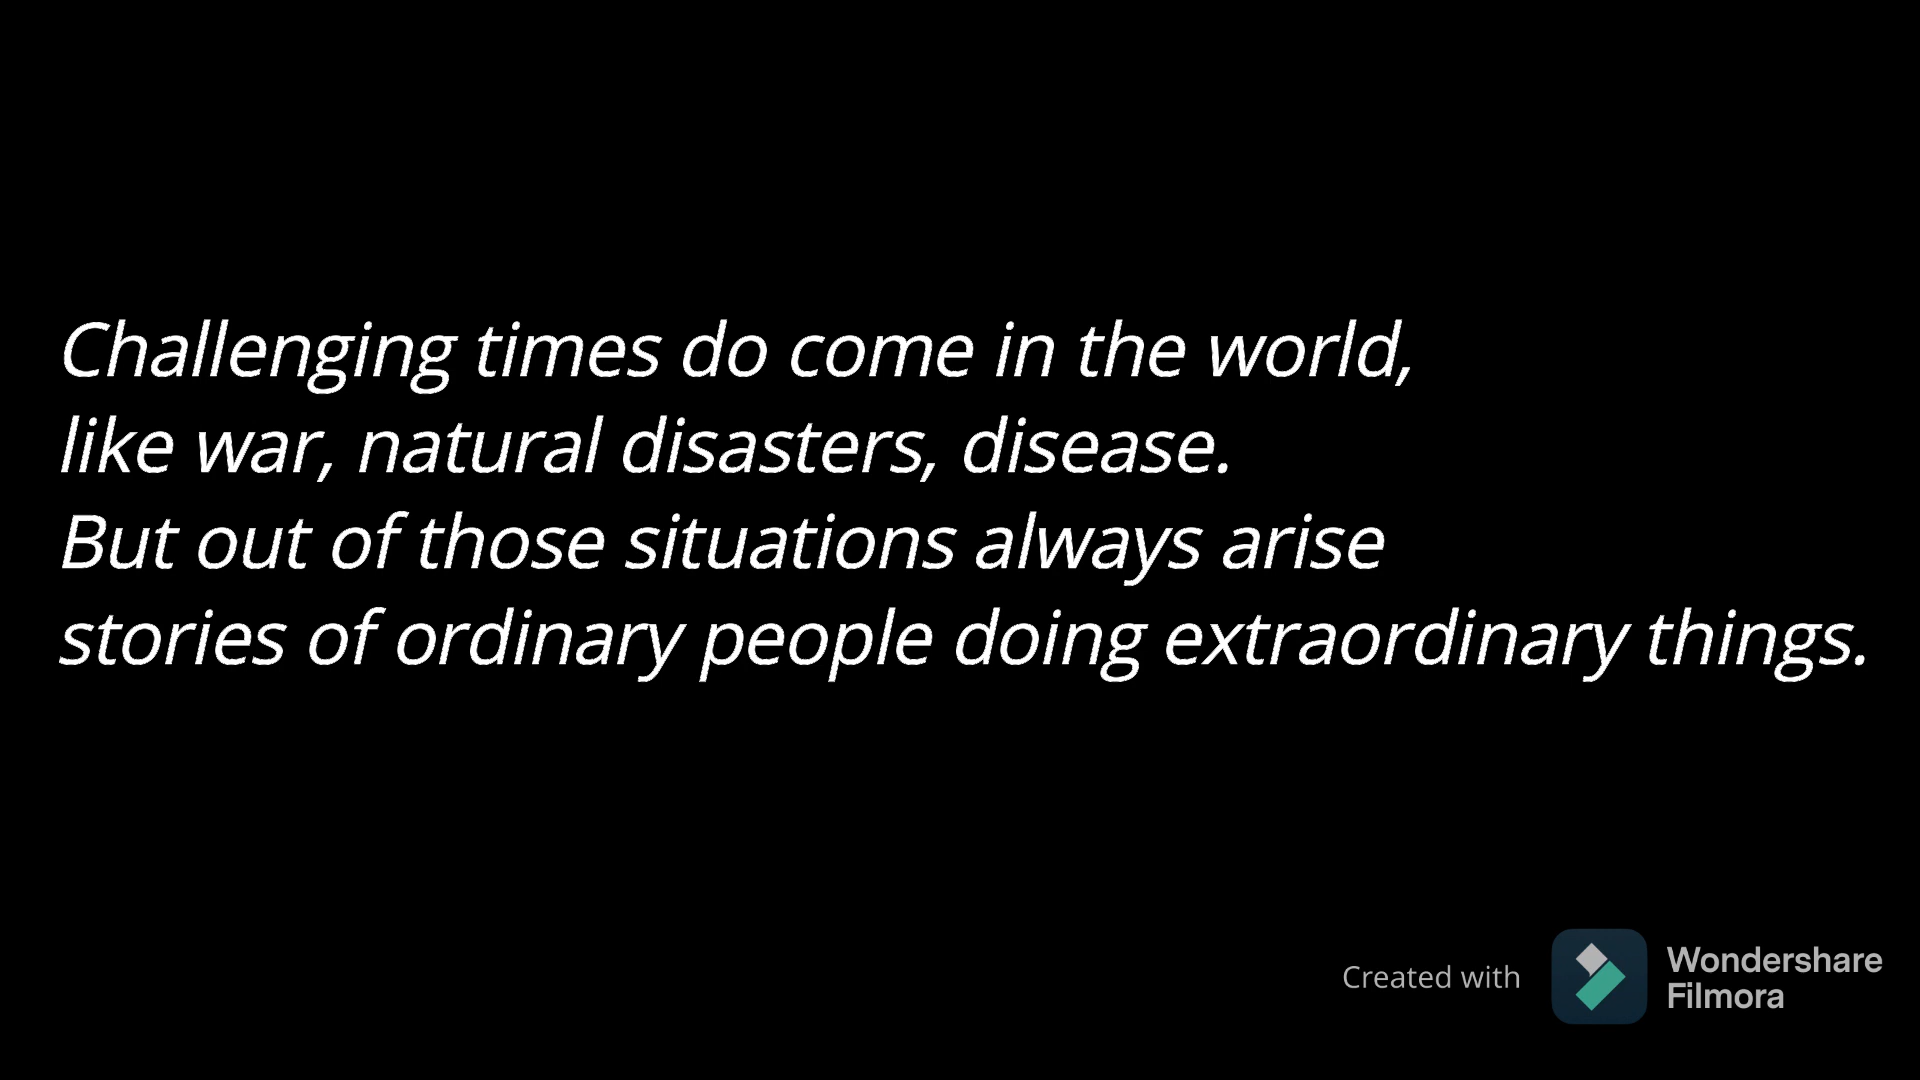 Challenging times do come in the world,
like war, natural disasters, disease.
But out of those situations always arise
stories of ordinary people doing extraordinary things.
Created with
Wondershare
Filmora